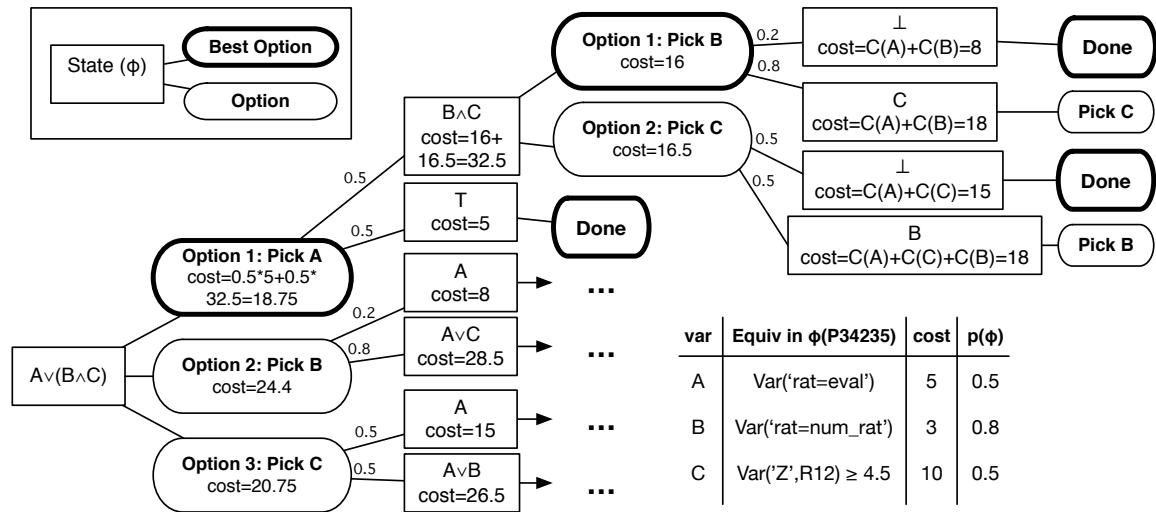 State (ϕ)
Best Option
Option
A∨(B∧C)
Option 1: Pick A
cost=0.5*5+0.5*
32.5=18.75
Option 2: Pick B
cost=24.4
Option 3: Pick C
cost=20.75
0.5
0.5
0.2
0.8
0.5
0.5
B∧C
cost=16+
16.5=32.5
T
cost=5
Done
A
cost=8
...
A∨C
cost=28.5
...
A
cost=15
...
A∨B
cost=26.5
...
Option 1: Pick B
cost=16
Option 2: Pick C
cost=16.5
0.2
0.8
0.5
0.5
⊥
cost=C(A)+C(B)=8
Done
C
cost=C(A)+C(B)=18
Pick C
⊥
cost=C(A)+C(C)=15
Done
B
cost=C(A)+C(C)+C(B)=18
Pick B
var Equiv in ϕ(P34235) cost p(ϕ)
A Var(‘rat=eval’) 5 0.5
B Var(‘rat=num_rat’) 3 0.8
C Var('Z',R12) ≥ 4.5 10 0.5